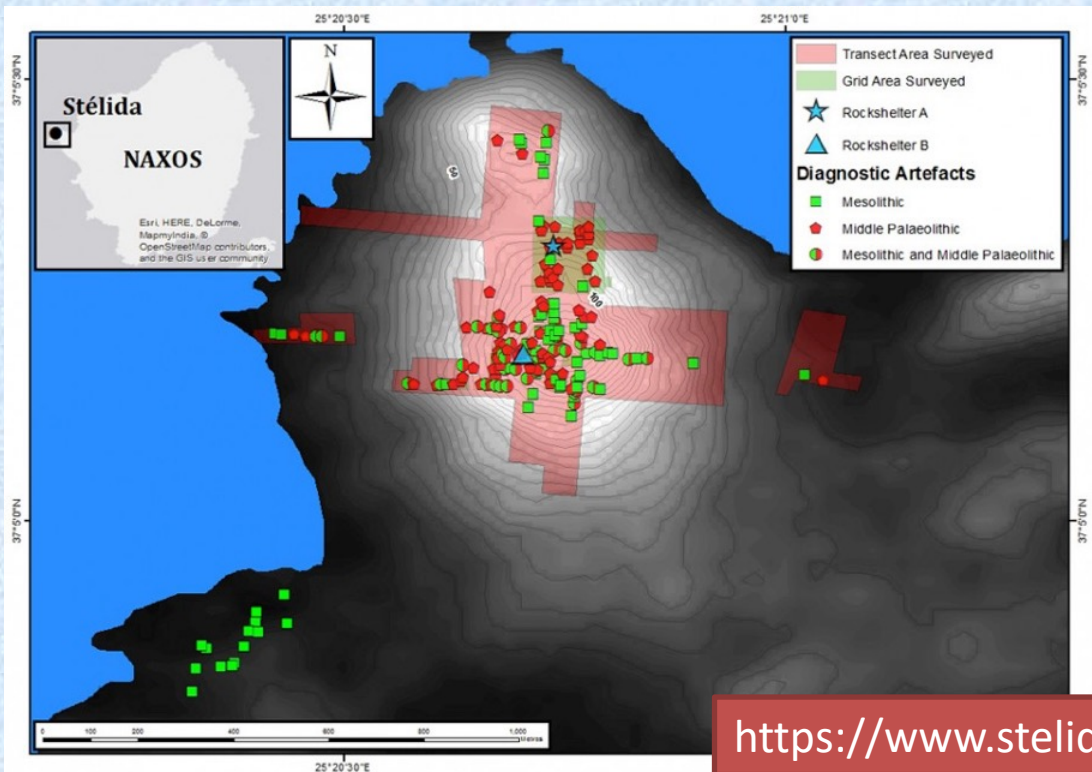 25°20'30"E
25°21'0"E
37°5'30"N
37°5'30"N
N
Stélida
NAXOS
Esri, HERE, DeLorme,
MapmyIndia, ©
OpenStreetMap contributors,
and the GIS user community
Transect Area Surveyed
Grid Area Surveyed
Rockshelter A
Rockshelter B
Diagnostic Artefacts
Mesolithic
Middle Palaeolithic
Mesolithic and Middle Palaeolithic
50
100
37°5'0"N
37°5'0"N
0 100 200 400 600 800 1,000
25°20'30"E
https://www.stelid